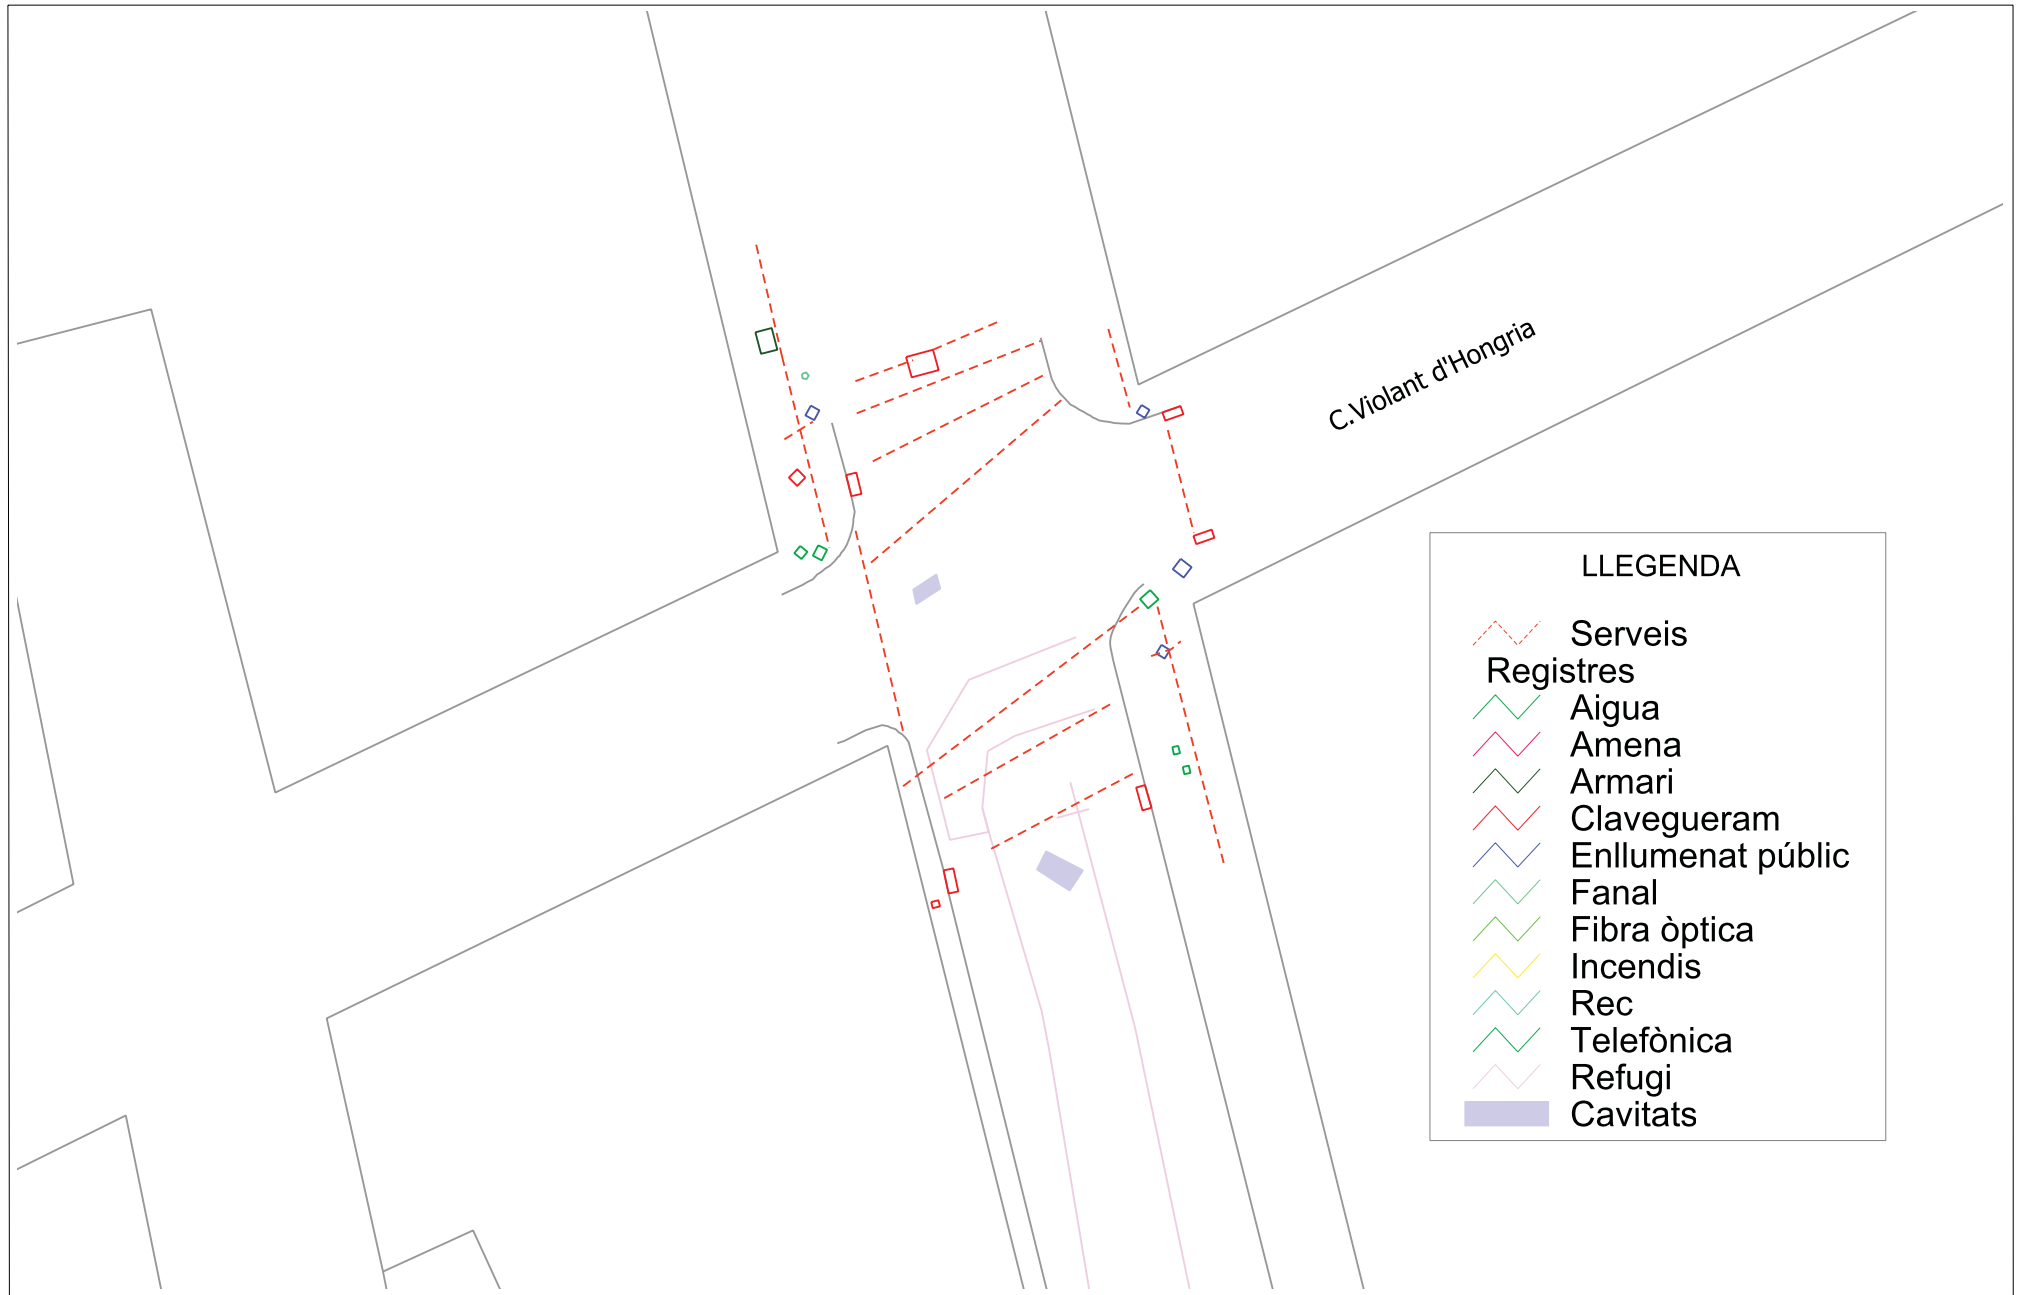 C.Violant d'Hongria
LLEGENDA
Serveis
Registres
Aigua
Amena
Armari
Clavegueram
Enllumenat públic
Fanal
Fibra òptica
Incendis
Rec
Telefònica
Refugi
Cavitats